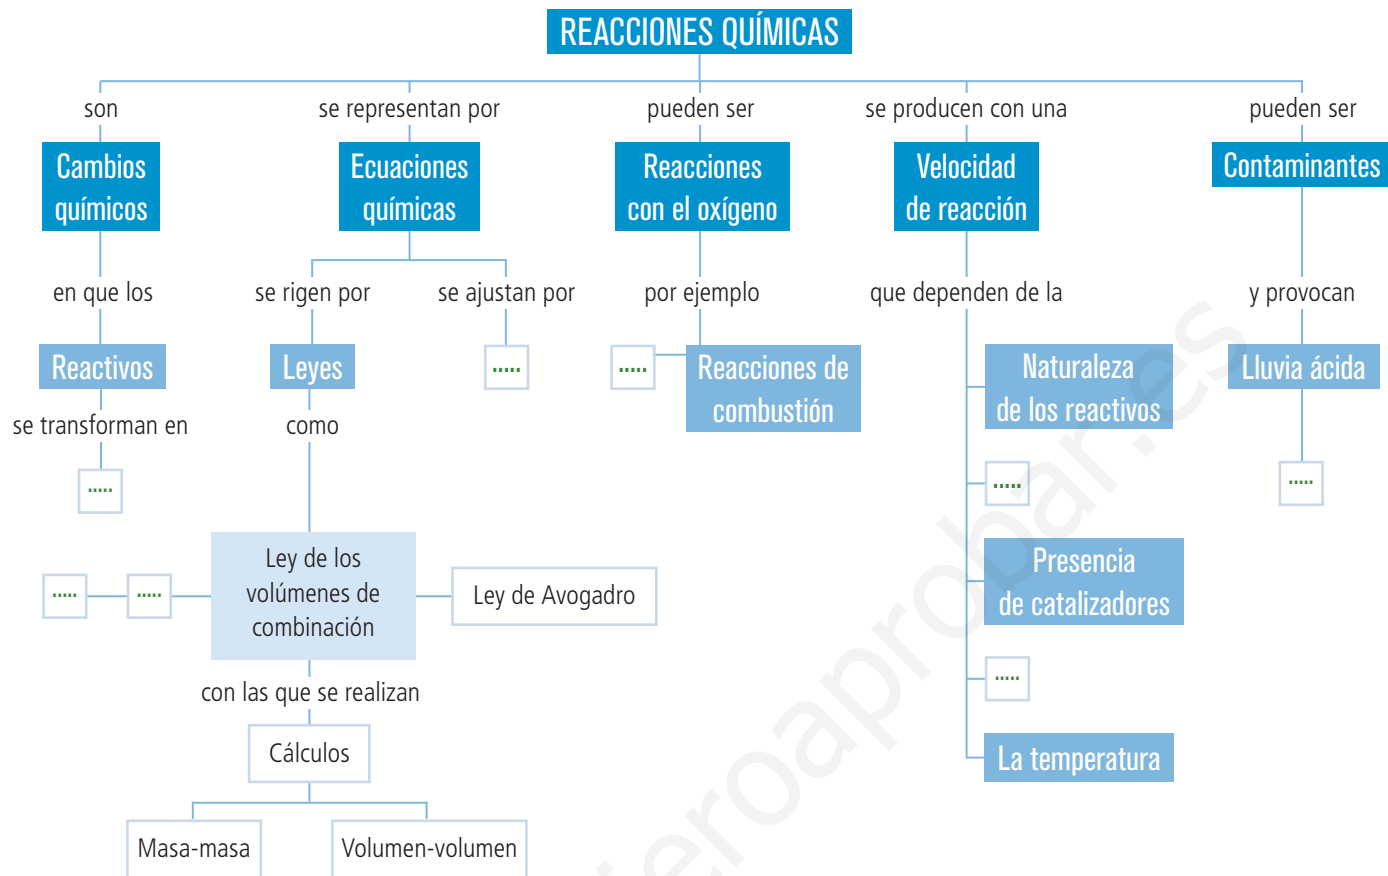 REACCIONES QUÍMICAS
son
se representan por
pueden ser
se producen con una
pueden ser
Cambios
químicos
Ecuaciones
químicas
Reacciones
con el oxígeno
Velocidad
de reacción
Contaminantes
en que los
se rigen por
se ajustan por
por ejemplo
que dependen de la
y provocan
Reactivos
Leyes
.....
.....
Reacciones de
combustión
Naturaleza
de los reactivos
Lluvia ácida
se transforman en
como
.....
.....
.....
.....
.....
Ley de los
volúmenes de
combinación
Ley de Avogadro
Presencia
de catalizadores
con las que se realizan
.....
Cálculos
La temperatura
Masa-masa
Volumen-volumen
ieroaprobar.es